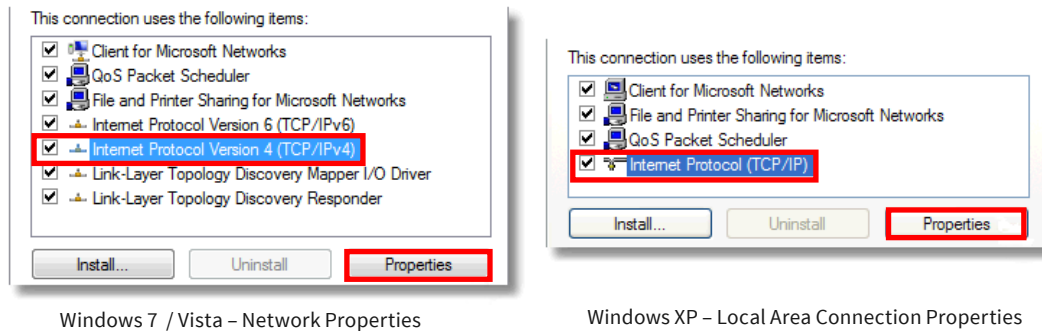 This connection uses the following items:
Client for Microsoft Networks
QoS Packet Scheduler
File and Printer Sharing for Microsoft Networks
Internet Protocol Version 6 (TCP/IPv6)
Internet Protocol Version 4 (TCP/IPv4)
Link-Layer Topology Discovery Mapper I/O Driver
Link-Layer Topology Discovery Responder
Install...
Uninstall
Properties
Windows 7 / Vista – Network Properties
This connection uses the following items:
Client for Microsoft Networks
File and Printer Sharing for Microsoft Networks
QoS Packet Scheduler
Internet Protocol (TCP/IP)
Install...
Uninstall
Properties
Windows XP – Local Area Connection Properties